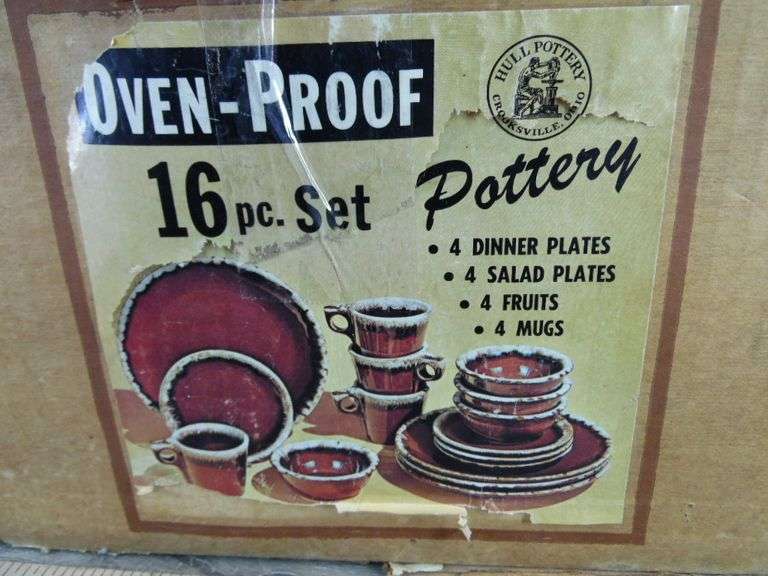 OVEN-PROOF
HULL POTTERY
CROOKSVILLE, OHIO
16 pc. Set
Pottery
• 4 DINNER PLATES
• 4 SALAD PLATES
• 4 FRUITS
• 4 MUGS